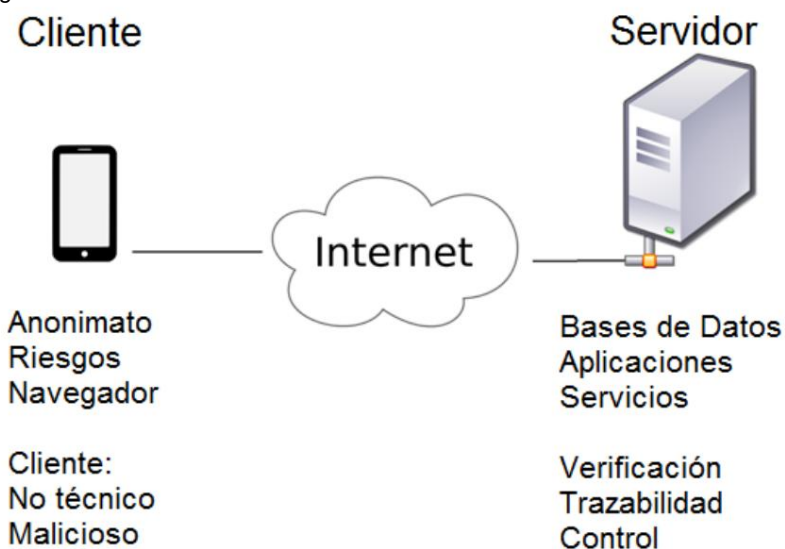 Cliente
Servidor
Internet
Anonimato
Riesgos
Navegador
Cliente:
No técnico
Malicioso
Bases de Datos
Aplicaciones
Servicios
Verificación
Trazabilidad
Control